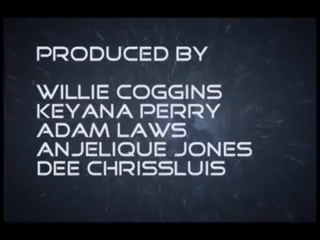 PRODUCED BY
WILLIE COGGINS
KEYANA PERRY
ADAM LAWS
ANJELIQUE JONES
DEE CHRISSLUIS